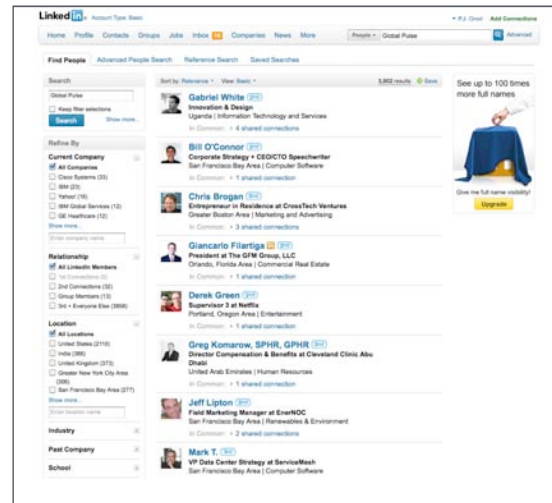 Linked in Account Type: Basic
P.J. Onori Add Connections
Home Profile Contacts Groups Jobs Inbox Companies News More
People Global Pulse Advanced
Find People Advanced People Search Reference Search Saved Searches
Search
Global Pulse
Keep filter selections
Search Show more...
Refine By
Current Company
All Companies
Cisco Systems (33)
IBM (23)
Yahoo! (16)
IBM Global Services (12)
GE Healthcare (12)
Show more...
Enter company name
Relationship
All LinkedIn Members
1st Connections (0)
2nd Connections (32)
Group Members (13)
3rd + Everyone Else (3868)
Location
All Locations
United States (2110)
India (386)
United Kingdom (373)
Greater New York City Area
San Francisco Bay Area (277)
Show more...
Enter location name
Industry
Past Company
School
Sort by: Relevance View: Basic
3,902 results Save
Gabriel White 2nd
Innovation & Design
Uganda | Information Technology and Services
In Common: 4 shared connections
Bill O'Connor 2nd
Corporate Strategy + CEO/CTO Speechwriter
San Francisco Bay Area | Computer Software
In Common: 1 shared connection
Chris Brogan 2nd
Entrepreneur in Residence at CrossTech Ventures
Greater Boston Area | Marketing and Advertising
In Common: 3 shared connections
Giancarlo Filartiga 2nd
President at The GFM Group, LLC
Orlando, Florida Area | Commercial Real Estate
In Common: 1 shared connection
Derek Green 2nd
Supervisor 3 at Netflix
Portland, Oregon Area | Entertainment
In Common: 1 shared connection
Greg Komarow, SPHR, GPHR 2nd
Director Compensation & Benefits at Cleveland Clinic Abu
Dhabi
United Arab Emirates | Human Resources
In Common: 1 shared connection
Jeff Lipton 2nd
Field Marketing Manager at EnerNOC
San Francisco Bay Area | Renewables & Environment
In Common: 2 shared connections
Mark T. 2nd
VP Data Center Strategy at ServiceMesh
San Francisco Bay Area | Computer Software
See up to 100 times
more full names
Give me full name visibility!
Upgrade